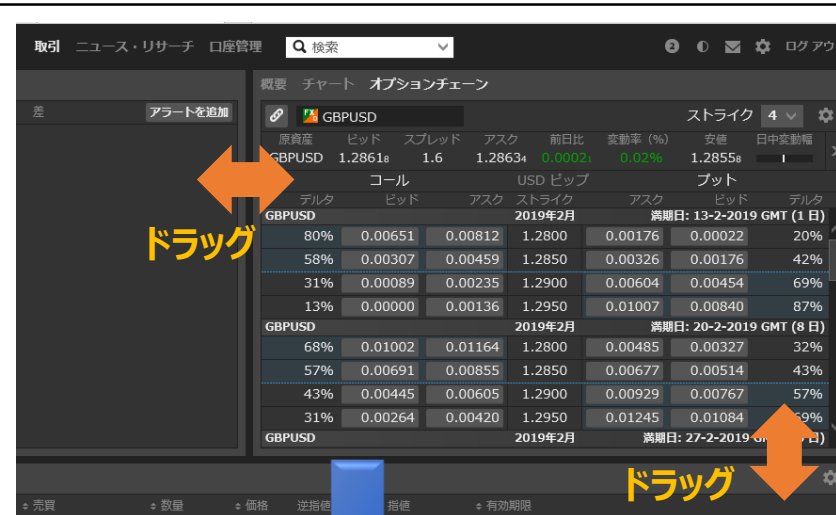 取引 ニュース・リサーチ 口座管理 検索 2 ログ アウ
概要 チャート オプションチェーン
差 アラートを追加
FX GBPUSD ストライク 4
原資産 ビッド スプレッド アスク 前日比 変動率 (%) 安値 日中変動幅
GBPUSD 1.28618 1.6 1.28634 0.00021 0.02% 1.28558
コール USD ピップ プット
デルタ ビッド アスク ストライク アスク ビッド デルタ
GBPUSD 2019年2月 満期日: 13-2-2019 GMT (1 日)
80% 0.00651 0.00812 1.2800 0.00176 0.00022 20%
58% 0.00307 0.00459 1.2850 0.00326 0.00176 42%
31% 0.00089 0.00235 1.2900 0.00604 0.00454 69%
13% 0.00000 0.00136 1.2950 0.01007 0.00840 87%
GBPUSD 2019年2月 満期日: 20-2-2019 GMT (8 日)
68% 0.01002 0.01164 1.2800 0.00485 0.00327 32%
57% 0.00691 0.00855 1.2850 0.00677 0.00514 43%
43% 0.00445 0.00605 1.2900 0.00929 0.00767 57%
31% 0.00264 0.00420 1.2950 0.01245 0.01084 69%
GBPUSD 2019年2月 満期日: 27-2-2019
ドラッグ
ドラッグ
売買 数量 価格 逆指値 指値 有効期限